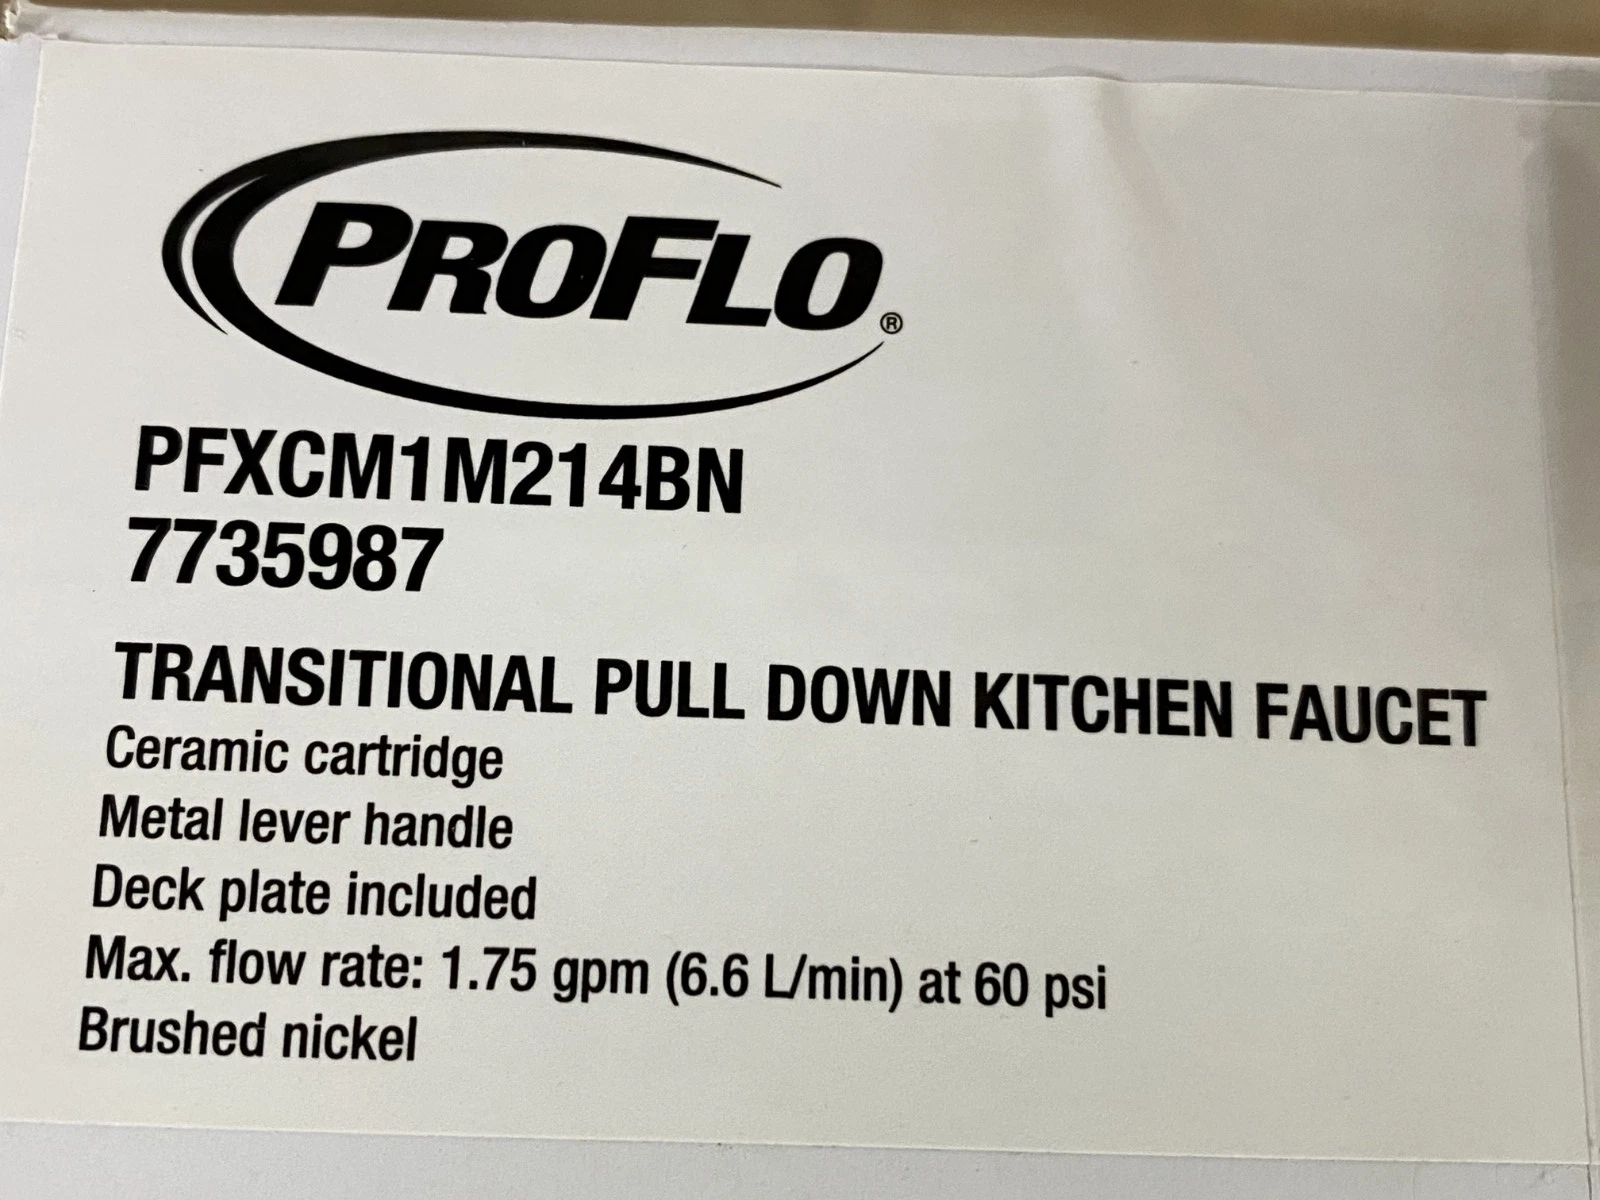 PROFLO®
PFXCM1M214BN
7735987
TRANSITIONAL PULL DOWN KITCHEN FAUCET
Ceramic cartridge
Metal lever handle
Deck plate included
Max. flow rate: 1.75 gpm (6.6 L/min) at 60 psi
Brushed nickel